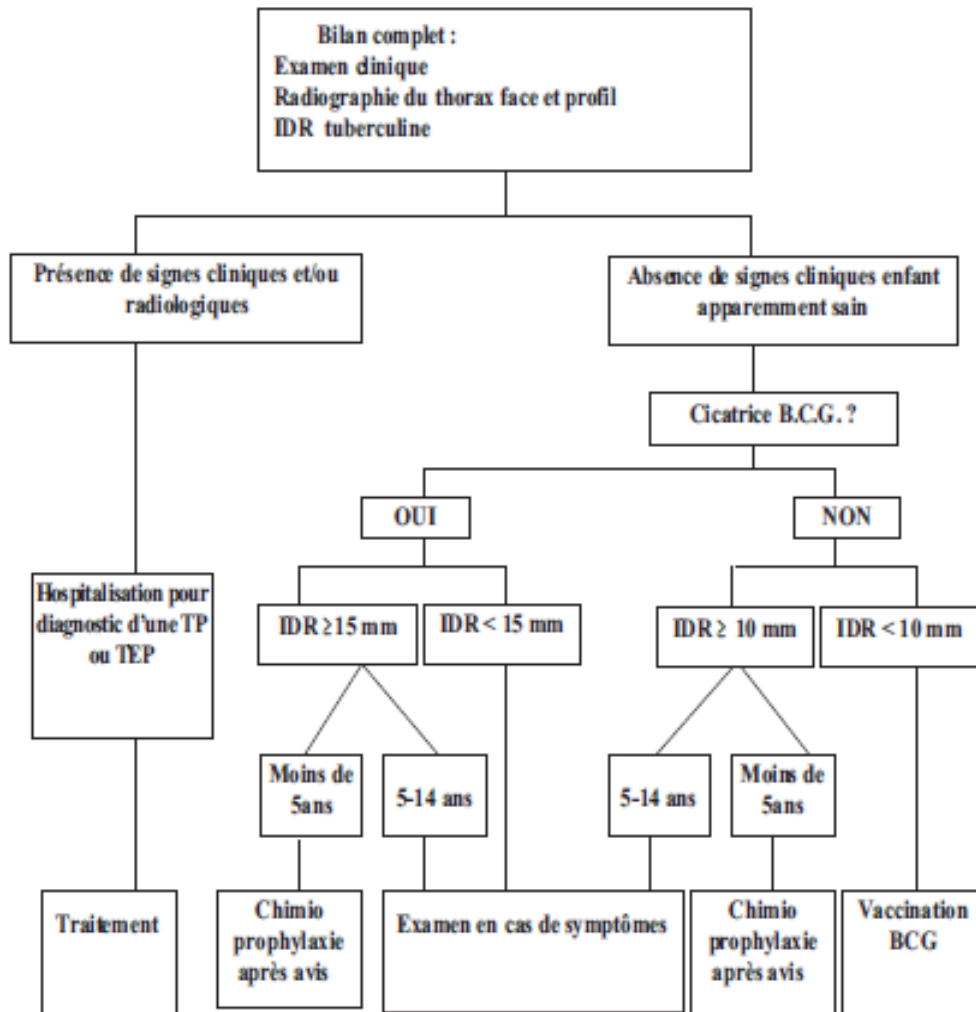 Bilan complet :
Examen clinique
Radiographie du thorax face et profil
IDR tuberculine
Présence de signes cliniques et/ou
radiologiques
Absence de signes cliniques enfant
apparemment sain
Cicatrice B.C.G. ?
OUI
NON
Hospitalisation pour
diagnostic d'une TP
ou TEP
IDR ≥15 mm
IDR < 15 mm
IDR ≥ 10 mm
IDR < 10 mm
Moins de
5ans
5-14 ans
5-14 ans
Moins de
5ans
Traitement
Chimio
prophylaxie
après avis
Examen en cas de symptômes
Chimio
prophylaxie
après avis
Vaccination
BCG